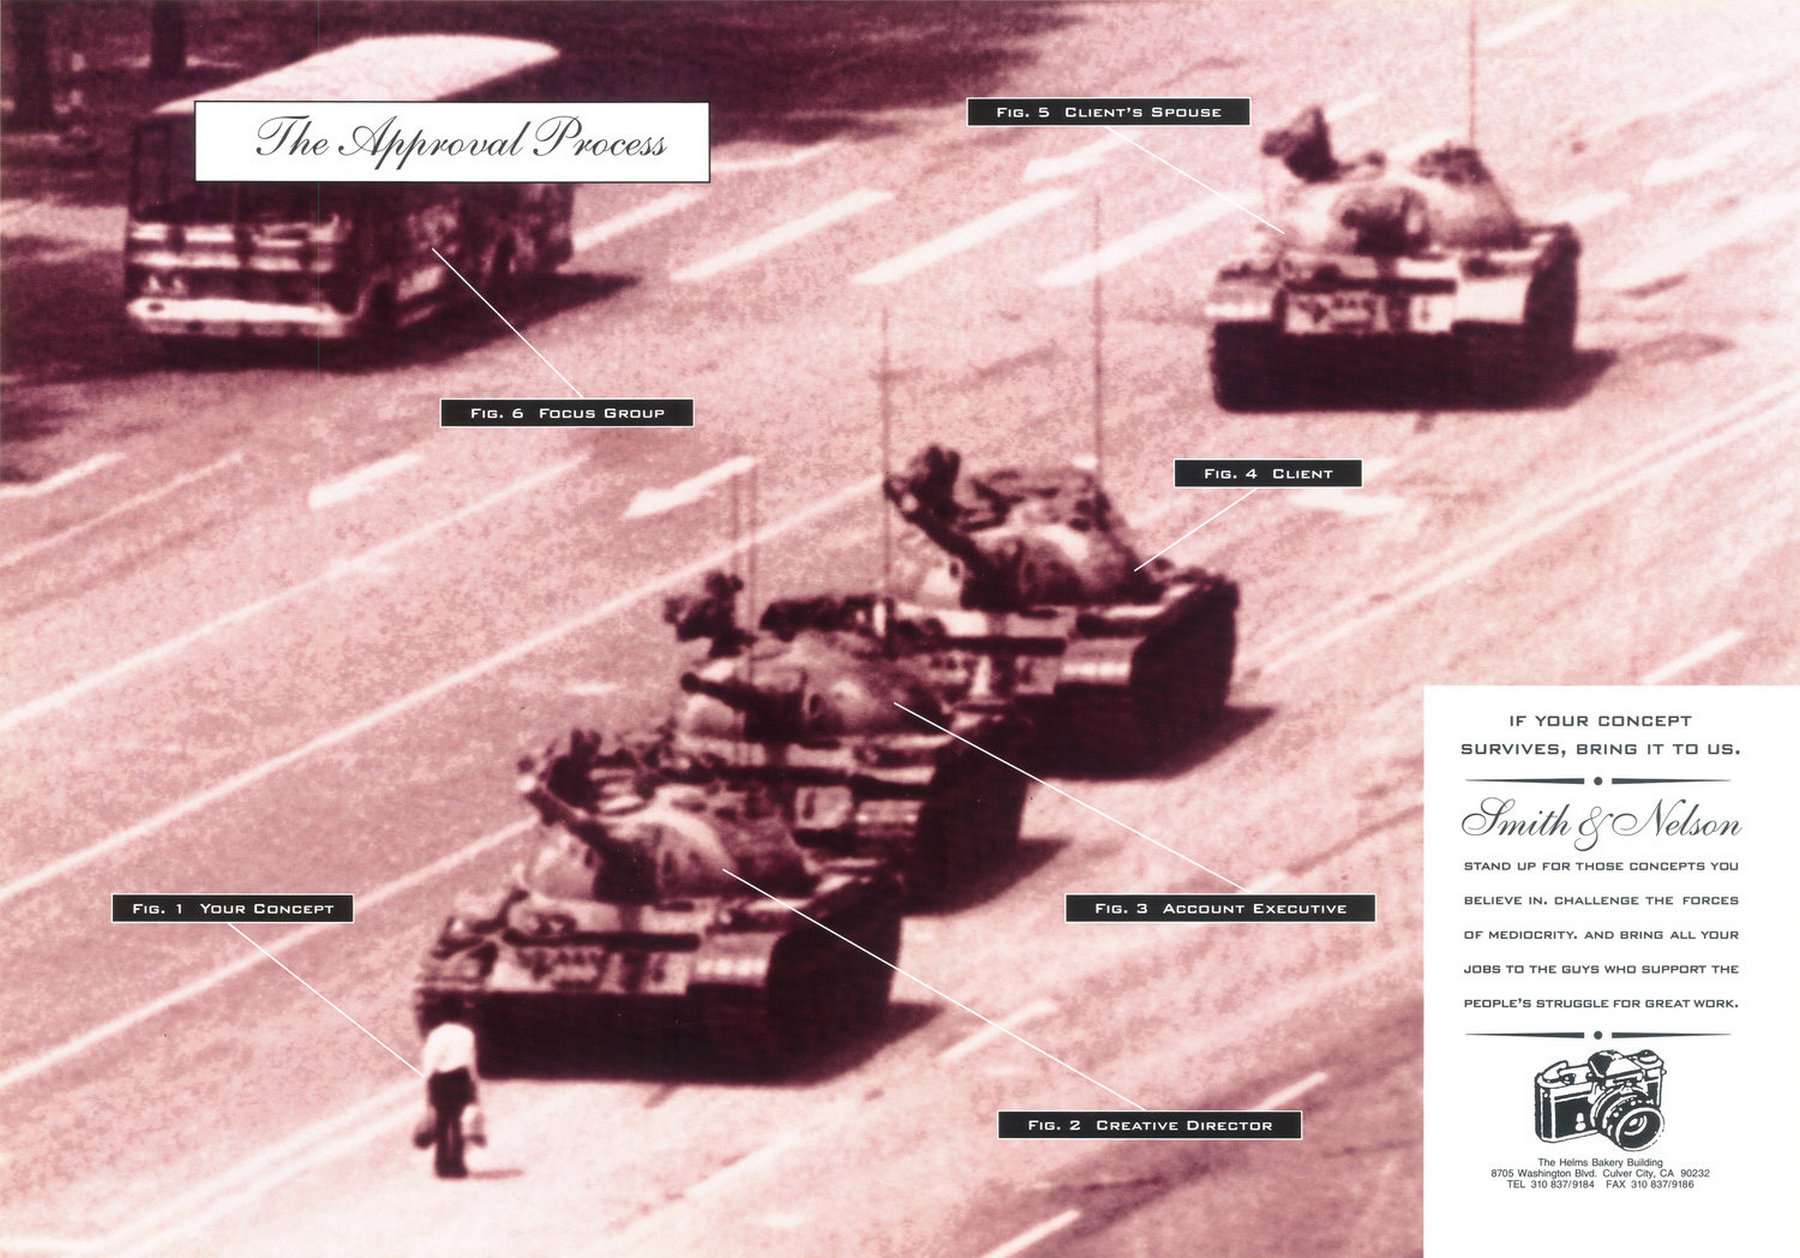 The Approval Process
FIG. 5 CLIENT'S SPOUSE
FIG. 6 FOCUS GROUP
FIG. 4 CLIENT
FIG. 1 YOUR CONCEPT
FIG. 3 ACCOUNT EXECUTIVE
FIG. 2 CREATIVE DIRECTOR
IF YOUR CONCEPT
SURVIVES, BRING IT TO US.
Smith & Nelson
STAND UP FOR THOSE CONCEPTS YOU
BELIEVE IN. CHALLENGE THE FORCES
OF MEDIOCRITY. AND BRING ALL YOUR
JOBS TO THE GUYS WHO SUPPORT THE
PEOPLE'S STRUGGLE FOR GREAT WORK.
The Helms Bakery Building
8705 Washington Blvd. Culver City, CA 90232
TEL 310 837/9184 FAX 310 837/9186